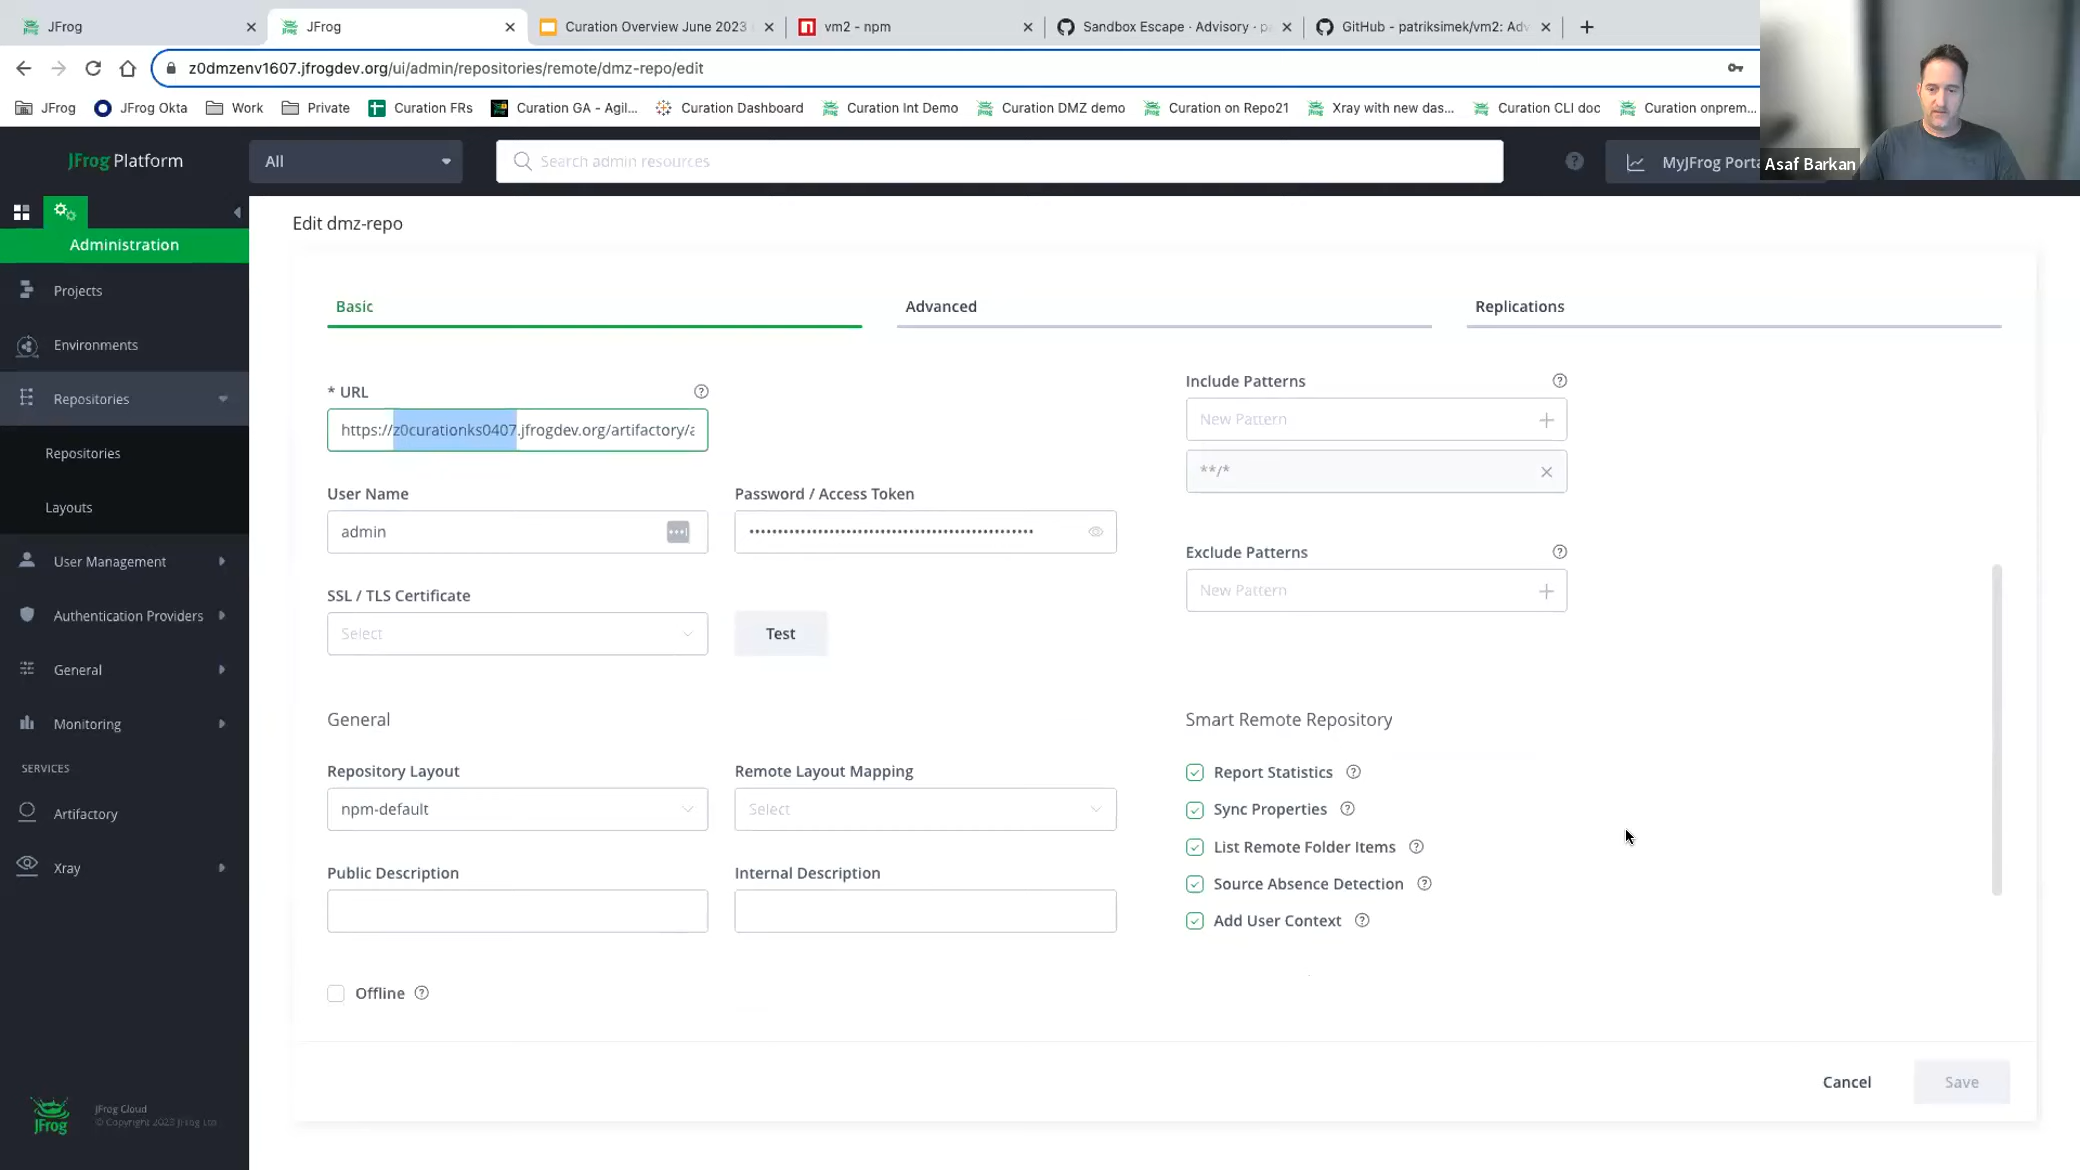 JFrog
JFrog
Curation Overview June 2023
vm2 - npm
Sandbox Escape · Advisory · pa
GitHub - patriksimek/vm2: Adv
z0dmzenv1607.jfrogdev.org/ui/admin/repositories/remote/dmz-repo/edit
JFrog
JFrog Okta
Work
Private
Curation FRs
Curation GA - Agil...
Curation Dashboard
Curation Int Demo
Curation DMZ demo
Curation on Repo21
Xray with new das...
Curation CLI doc
Curation onprem...
JFrog Platform
All
Search admin resources
MyJFrog Porta
Asaf Barkan
Administration
Projects
Environments
Repositories
Repositories
Layouts
User Management
Authentication Providers
General
Monitoring
SERVICES
Artifactory
Xray
JFrog
JFrog Cloud
© Copyright 2023 JFrog Ltd
Edit dmz-repo
Basic
Advanced
Replications
* URL
https://z0curationks0407.jfrogdev.org/artifactory/a
User Name
Password / Access Token
admin
SSL / TLS Certificate
Select
Test
Include Patterns
New Pattern
**/*
Exclude Patterns
New Pattern
General
Repository Layout
Remote Layout Mapping
npm-default
Select
Public Description
Internal Description
Offline
Smart Remote Repository
Report Statistics
Sync Properties
List Remote Folder Items
Source Absence Detection
Add User Context
Cancel
Save